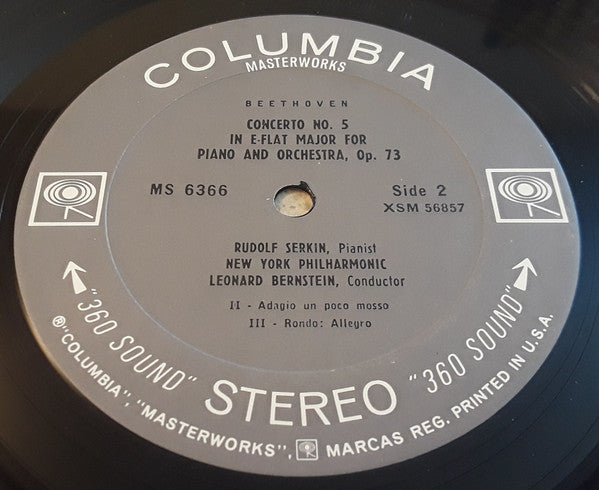 COLUMBIA
MASTERWORKS
BEETHOVEN
CONCERTO NO. 5
IN E-FLAT MAJOR FOR
PIANO AND ORCHESTRA, Op. 73
MS 6366
Side 2
XSM 56857
RUDOLF SERKIN, Pianist
NEW YORK PHILHARMONIC
LEONARD BERNSTEIN, Conductor
II - Adagio un poco mosso
III - Rondo: Allegro
"360 SOUND" STEREO "360 SOUND"
® "COLUMBIA", "MASTERWORKS", MARCAS REG. PRINTED IN U.S.A.